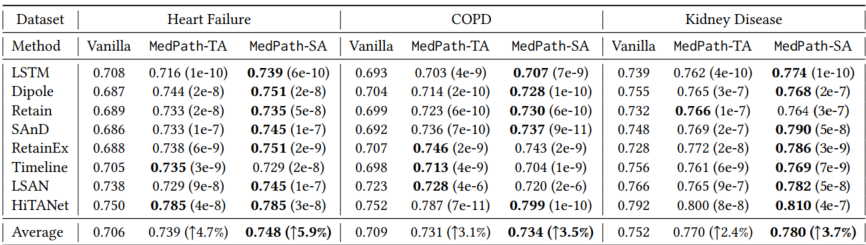 Dataset Heart Failure COPD Kidney Disease
Method Vanilla MedPath-TA MedPath-SA Vanilla MedPath-TA MedPath-SA Vanilla MedPath-TA MedPath-SA
LSTM 0.708 0.716 (1e-10) 0.739 (6e-10) 0.693 0.703 (4e-9) 0.707 (7e-9) 0.739 0.762 (4e-10) 0.774 (1e-10)
Dipole 0.687 0.744 (2e-8) 0.751 (2e-8) 0.704 0.714 (2e-10) 0.728 (1e-10) 0.755 0.765 (3e-7) 0.768 (2e-7)
Retain 0.689 0.733 (2e-8) 0.735 (5e-8) 0.699 0.723 (6e-10) 0.730 (6e-10) 0.732 0.766 (1e-7) 0.764 (3e-7)
SAnD 0.686 0.733 (1e-7) 0.745 (1e-7) 0.692 0.736 (7e-10) 0.737 (9e-11) 0.748 0.769 (2e-7) 0.790 (5e-8)
RetainEx 0.688 0.738 (6e-9) 0.751 (2e-9) 0.707 0.746 (2e-9) 0.743 (2e-9) 0.728 0.772 (2e-8) 0.786 (3e-9)
Timeline 0.705 0.735 (3e-9) 0.729 (2e-8) 0.698 0.713 (4e-9) 0.704 (1e-9) 0.756 0.761 (6e-9) 0.769 (7e-9)
LSAN 0.738 0.729 (9e-8) 0.745 (1e-7) 0.723 0.728 (4e-6) 0.720 (2e-6) 0.766 0.765 (9e-7) 0.782 (5e-8)
HiTANet 0.750 0.785 (4e-8) 0.785 (3e-8) 0.752 0.787 (7e-11) 0.799 (1e-10) 0.792 0.800 (8e-8) 0.810 (4e-7)
Average 0.706 0.739 (↑4.7%) 0.748 (↑5.9%) 0.709 0.731 (↑3.1%) 0.734 (↑3.5%) 0.752 0.770 (↑2.4%) 0.780 (↑3.7%)